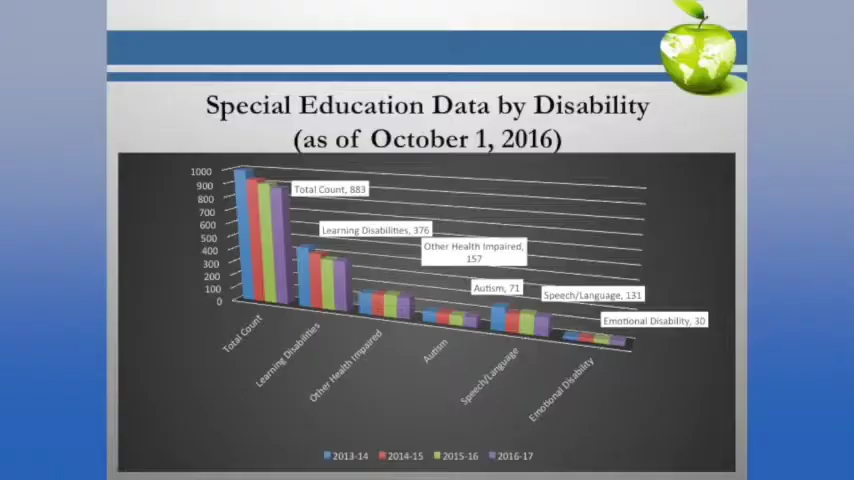 Special Education Data by Disability
(as of October 1, 2016)
1000
900
800
700
600
500
400
300
200
100
0
Total Count, 883
Learning Disabilities, 376
Other Health Impaired,
157
Autism, 71
Speech/Language, 131
Emotional Disability, 30
Total Count
Learning Disabilities
Other Health Impaired
Autism
Speech/Language
Emotional Disability
2013-14 2014-15 2015-16 2016-17